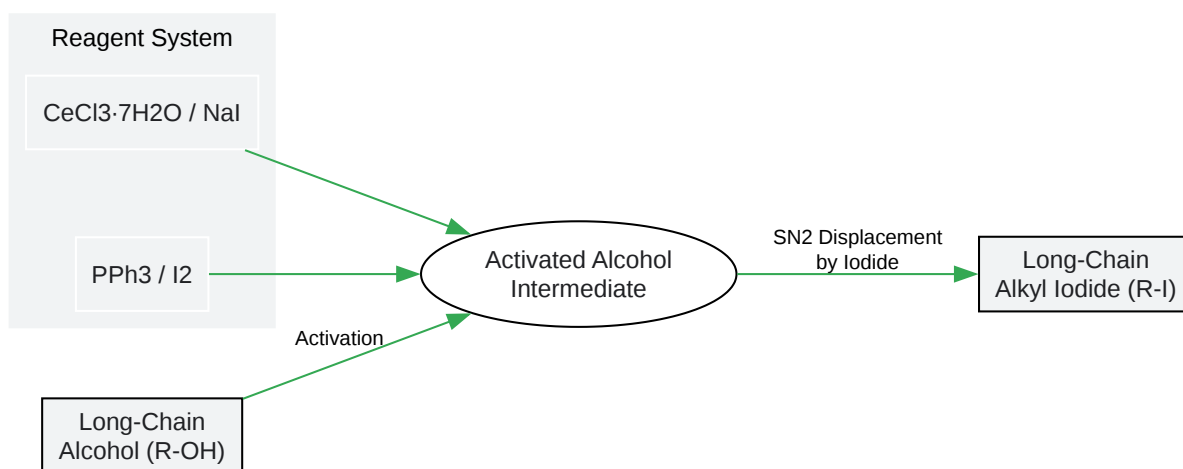 Reagent System
CeCl3·7H2O / NaI
PPh3 / I2
Activation
Long-Chain
Alcohol (R-OH)
Activated Alcohol
Intermediate
SN2 Displacement
by Iodide
Long-Chain
Alkyl Iodide (R-I)